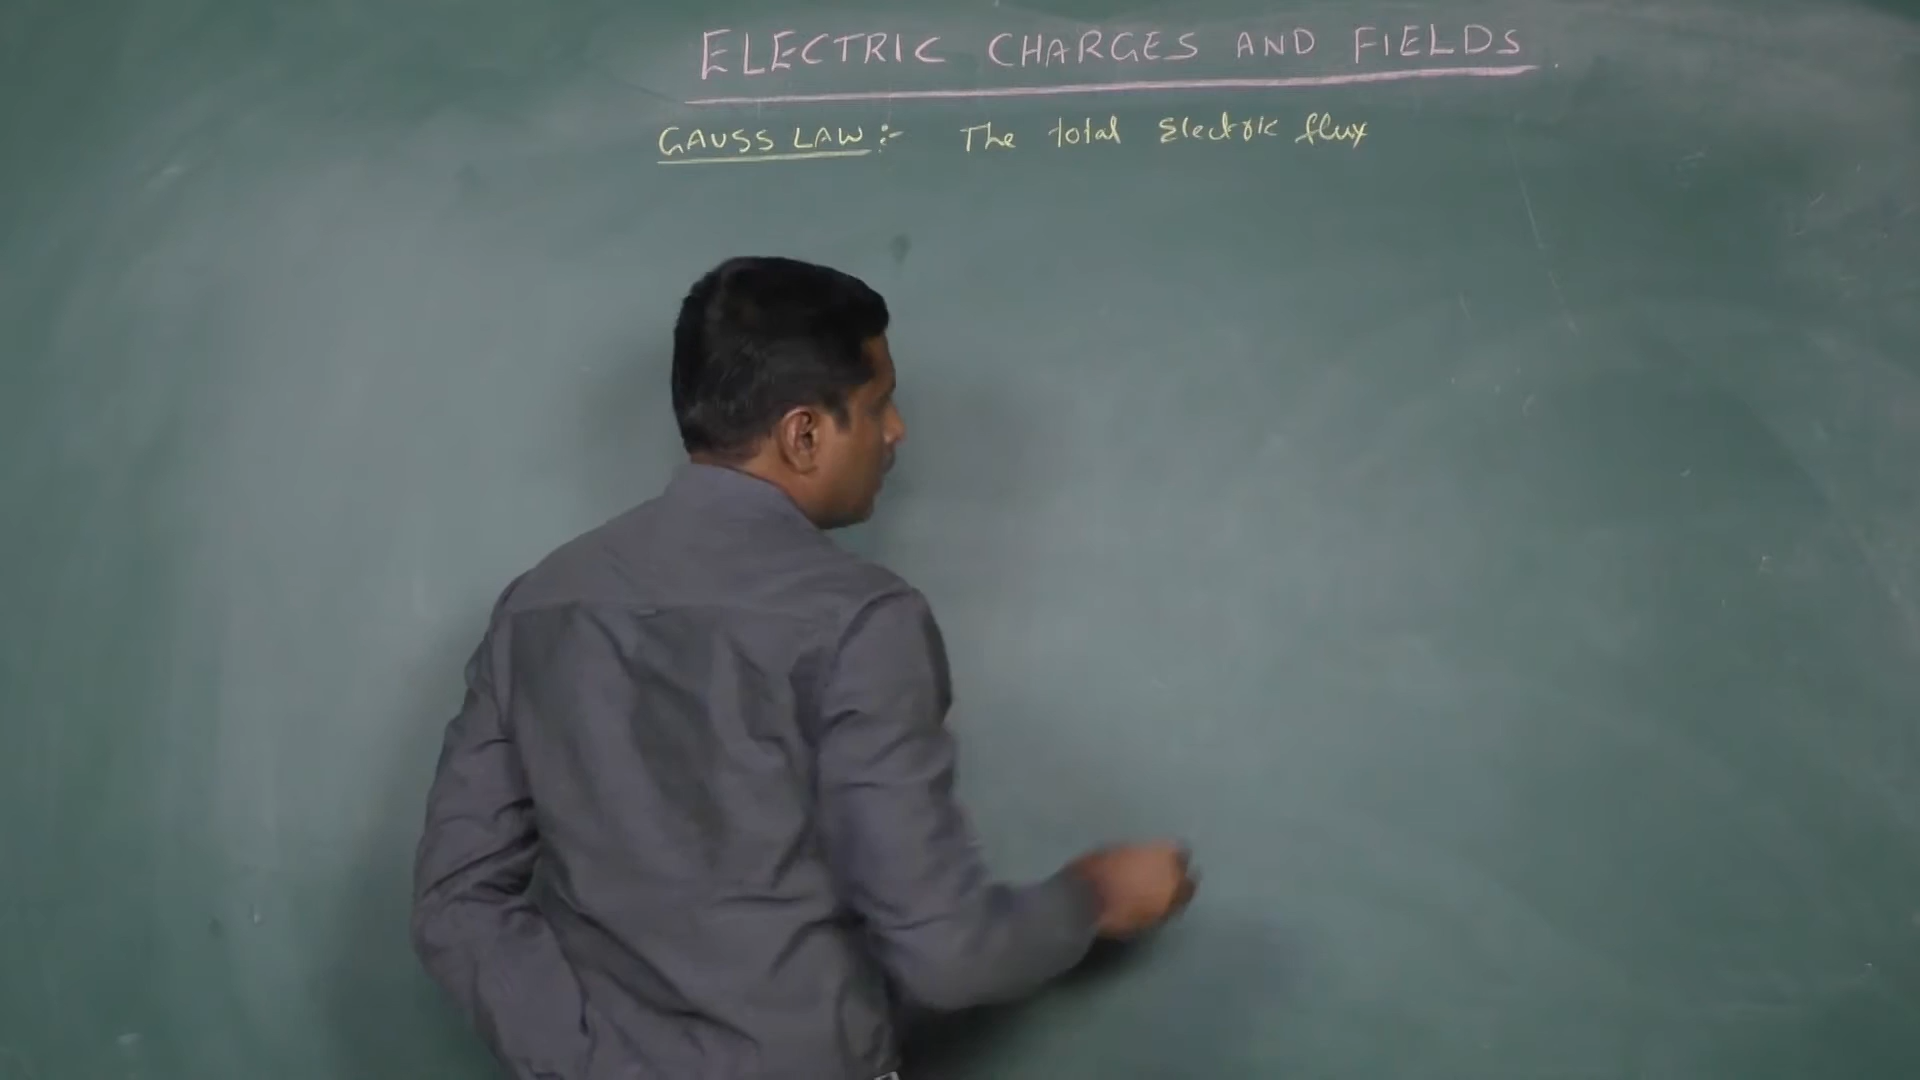 ELECTRIC CHARGES AND FIELDS
GAUSS LAW :- The total Electric flux